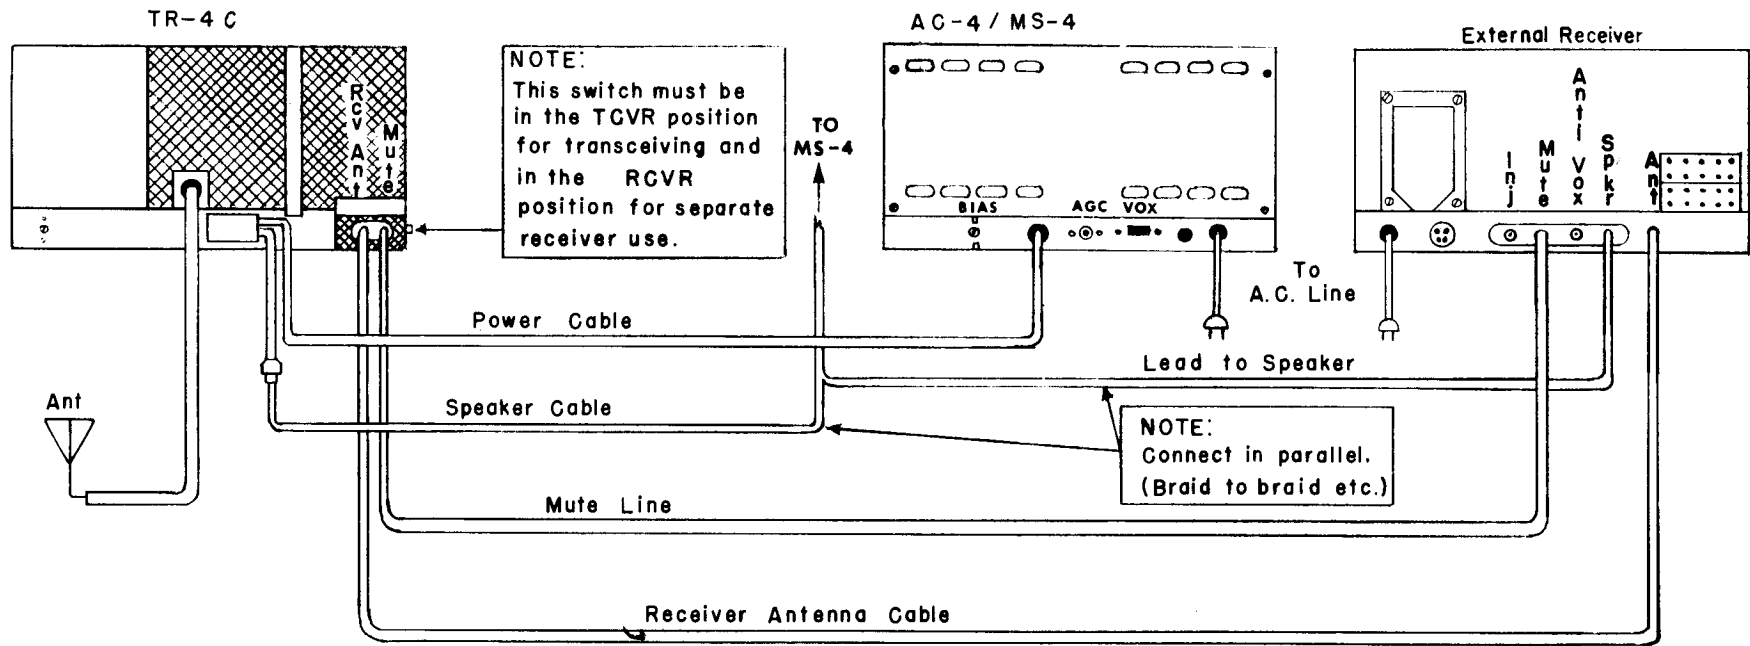 TR-4 C
AC-4 / MS-4
External Receiver
Rcv Ant
Mute
NOTE:
This switch must be
in the TCVR position
for transceiving and
in the RCVR
position for separate
receiver use.
TO
MS-4
BIAS
AGC
VOX
Inj
Mute
Anti Vox
Spkr
Ant
To
A.C. Line
Power Cable
Lead to Speaker
Ant
Speaker Cable
NOTE:
Connect in parallel.
(Braid to braid etc.)
Mute Line
Receiver Antenna Cable